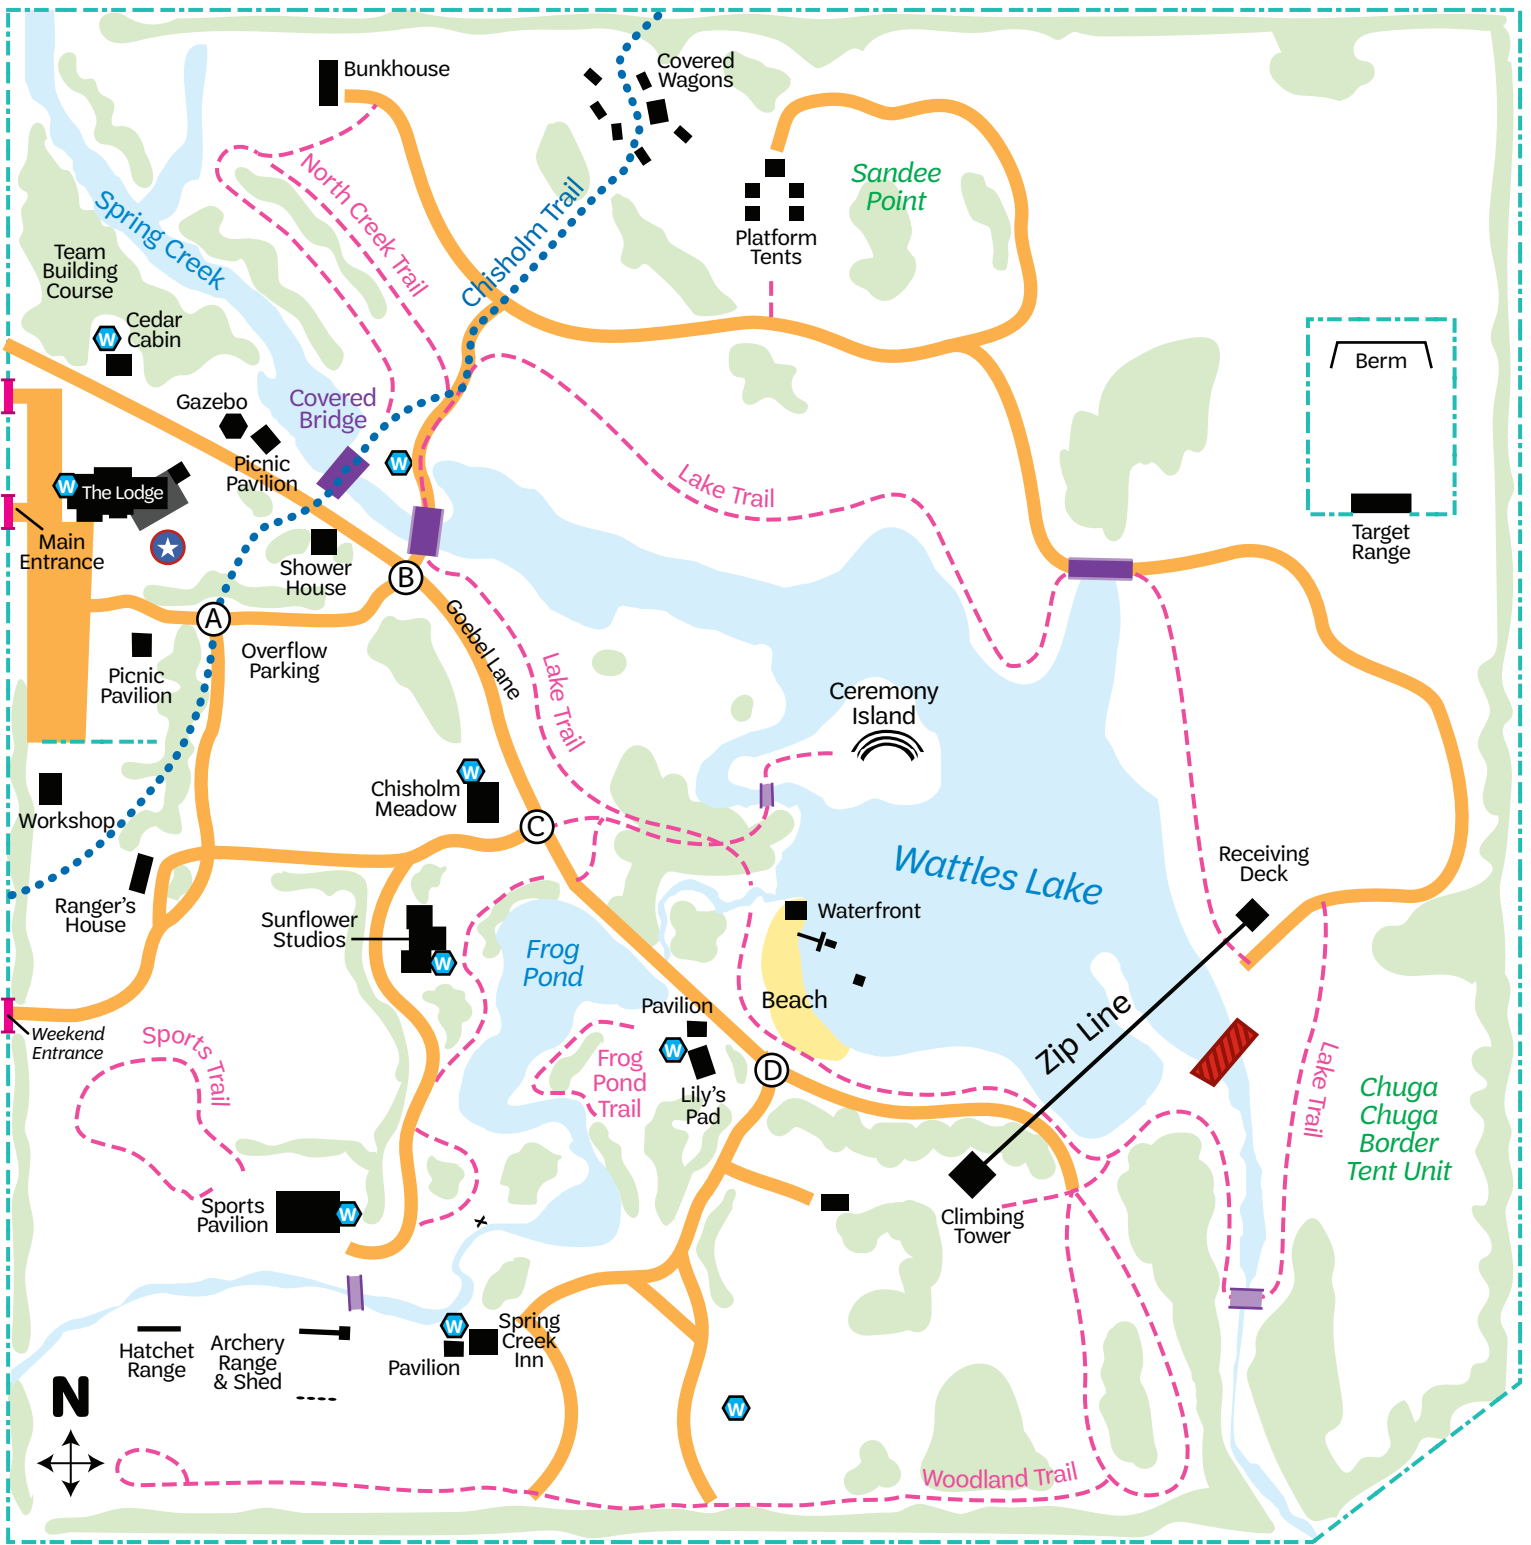 Bunkhouse
Covered
Wagons
North Creek Trail
Chisholm Trail
Sandee
Point
Platform
Tents
Spring Creek
Team
Building
Course
W
Cedar
Cabin
Berm
Target
Range
Gazebo
Covered
Bridge
Picnic
Pavilion
W
W
The Lodge
Main
Entrance
Lake Trail
Shower
House
B
A
Goebel Lane
Overflow
Parking
Picnic
Pavilion
Lake Trail
Ceremony
Island
W
Chisholm
Meadow
Workshop
C
Wattles Lake
Receiving
Deck
Ranger's
House
Sunflower
Studios
W
Frog
Pond
Waterfront
Beach
Pavilion
W
Lily's
Pad
D
Zip Line
Weekend
Entrance
Sports Trail
Frog
Pond
Trail
Lake Trail
Chuga
Chuga
Border
Tent Unit
Sports
Pavilion
W
Climbing
Tower
Hatchet
Range
Archery
Range
& Shed
W
Pavilion
Spring
Creek
Inn
W
N
Woodland Trail